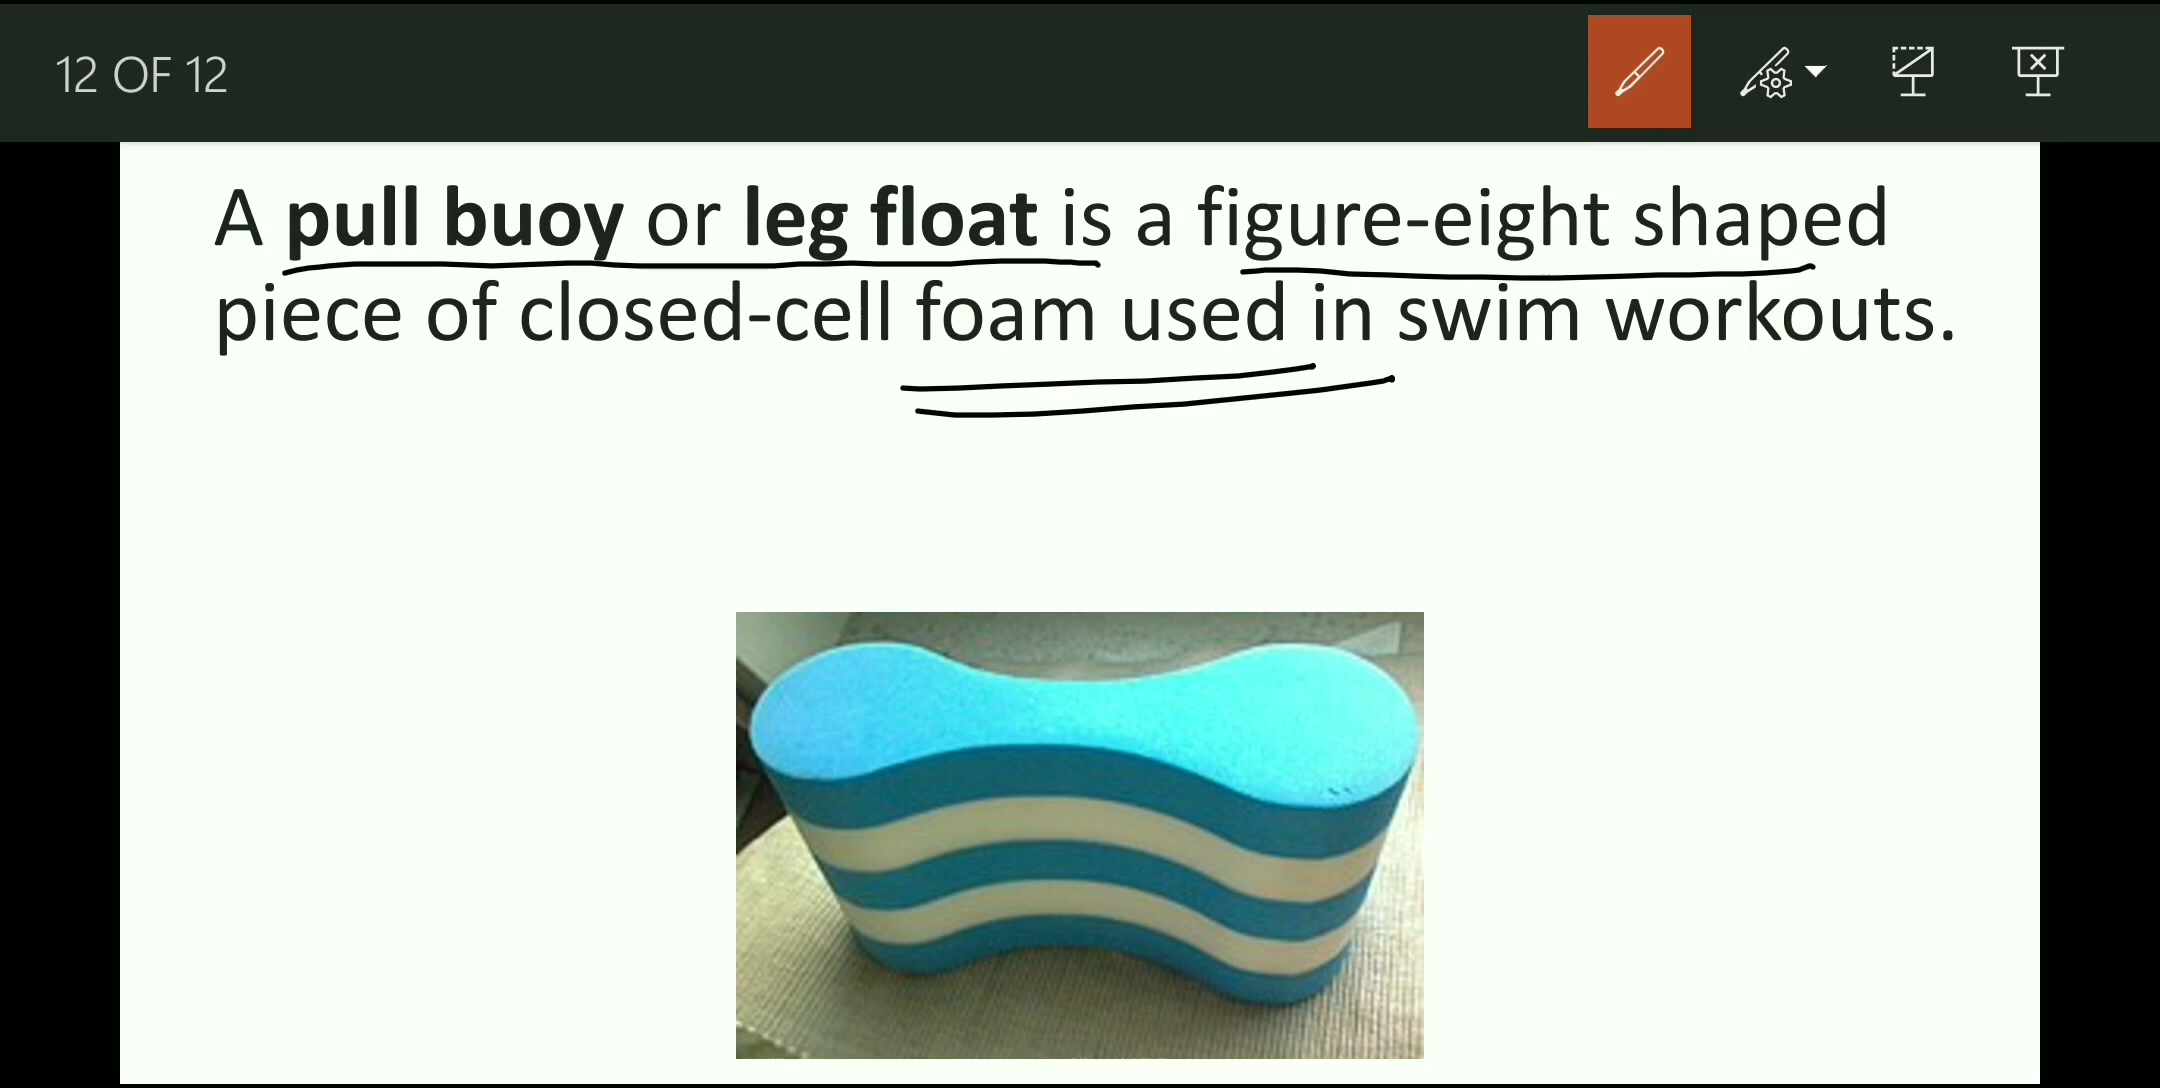 12 OF 12
A pull buoy or leg float is a figure-eight shaped
piece of closed-cell foam used in swim workouts.